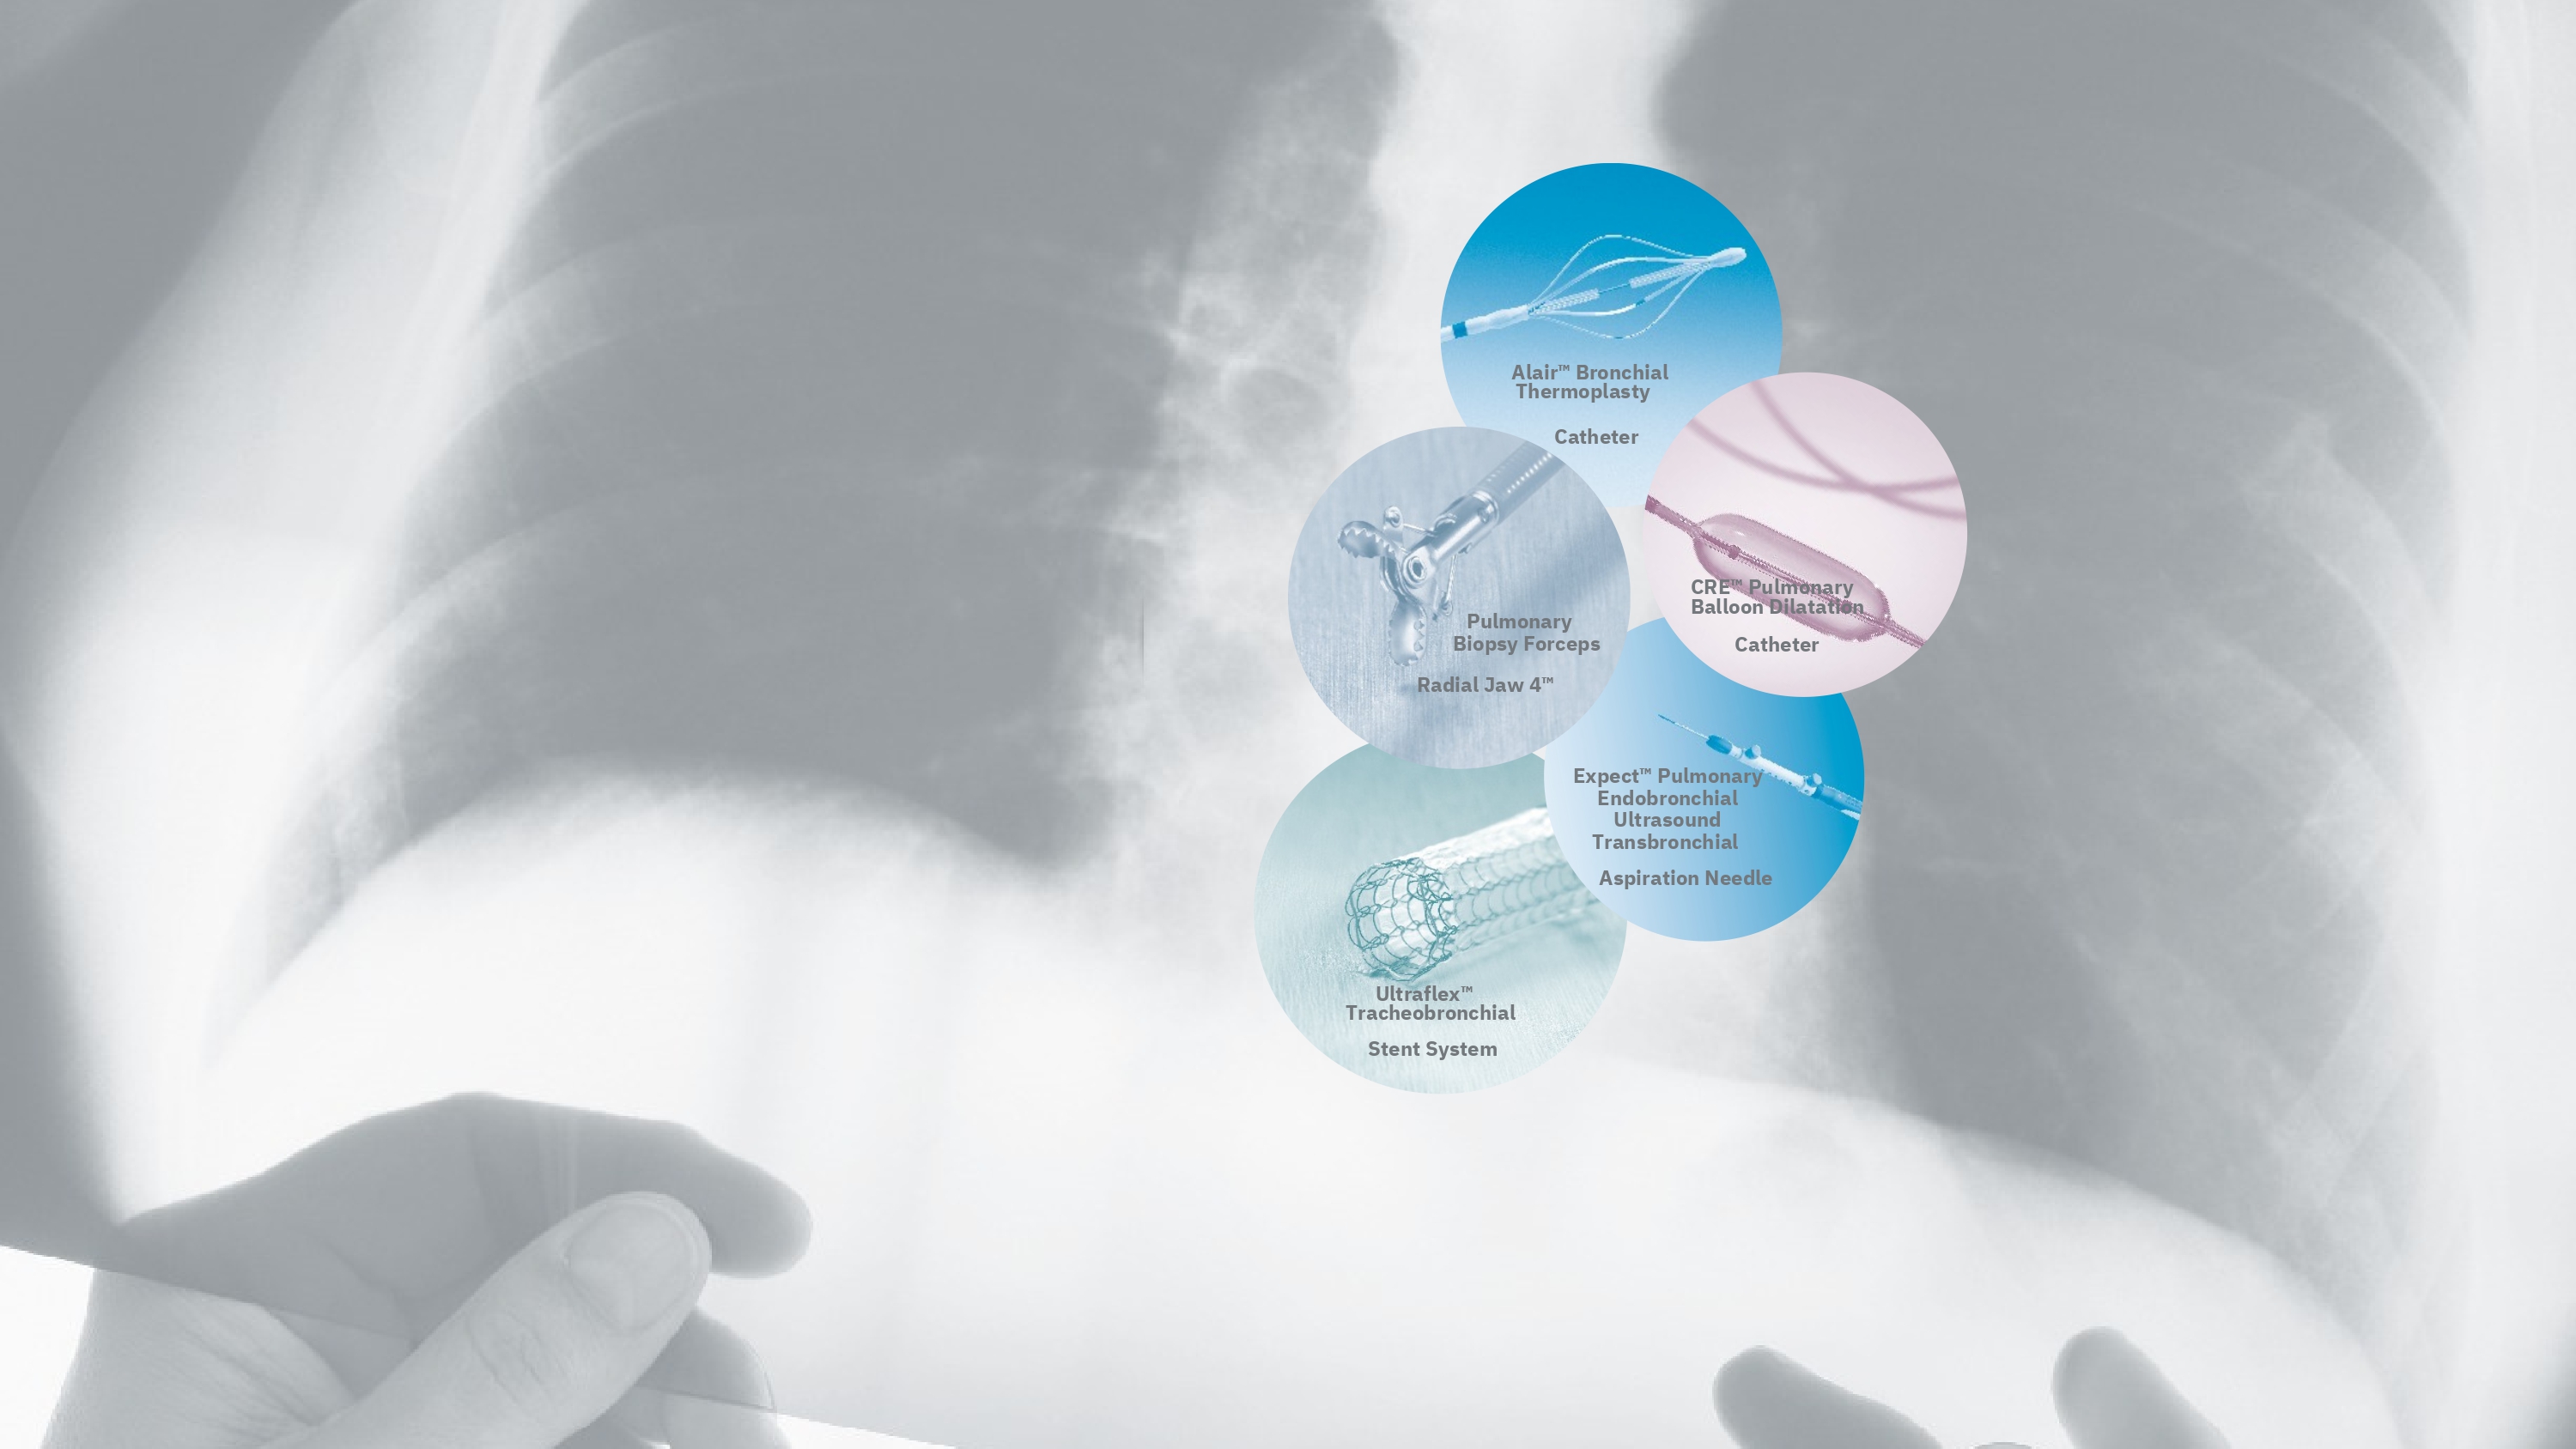 Alair™ Bronchial
Thermoplasty
Catheter
CRE™ Pulmonary
Balloon Dilatation
Catheter
Pulmonary
Biopsy Forceps
Radial Jaw 4™
Expect™ Pulmonary
Endobronchial
Ultrasound
Transbronchial
Aspiration Needle
Ultraflex™
Tracheobronchial
Stent System